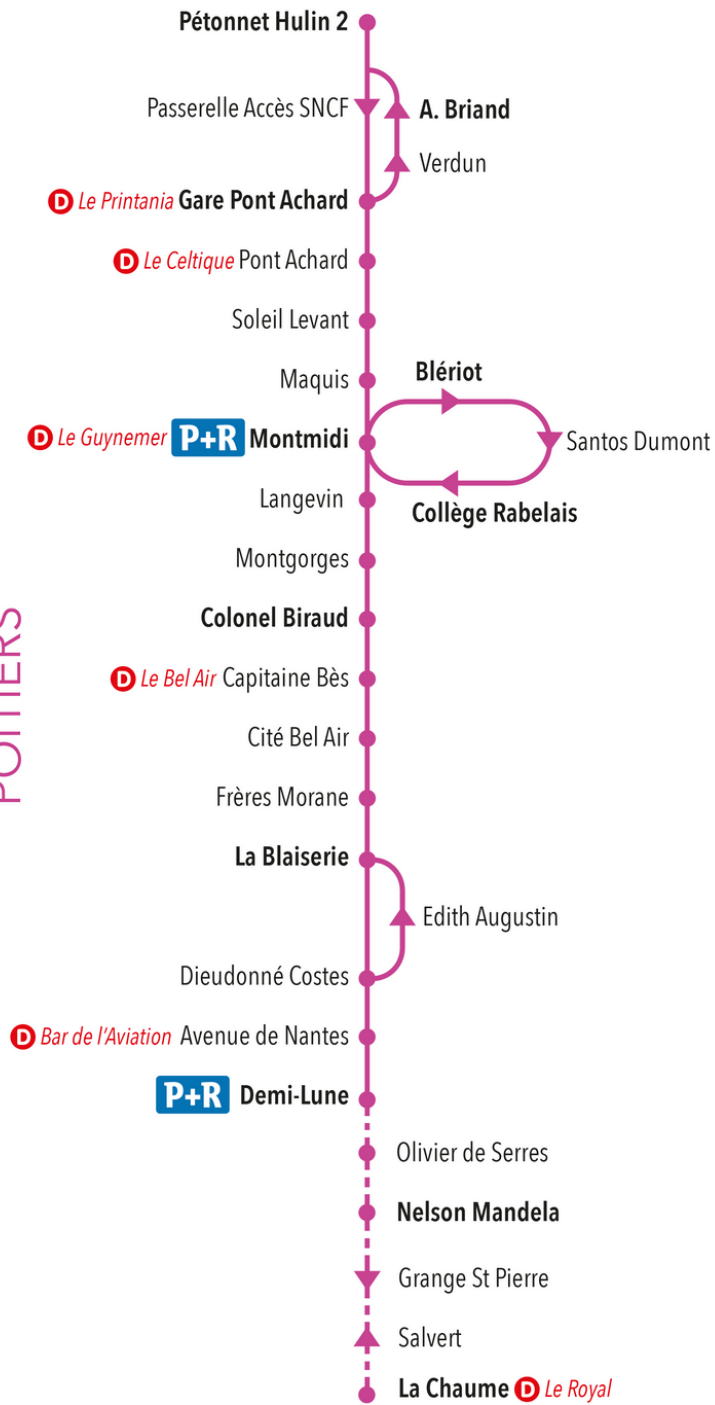 Pétonnet Hulin 2
Passerelle Accès SNCF
A. Briand
Verdun
D Le Printania Gare Pont Achard
D Le Celtique Pont Achard
Soleil Levant
Maquis
Blériot
D Le Guynemer P+R Montmidi
Santos Dumont
Langevin
Collège Rabelais
Montgorges
Colonel Biraud
POITIERS
D Le Bel Air Capitaine Bès
Cité Bel Air
Frères Morane
La Blaiserie
Edith Augustin
Dieudonné Costes
D Bar de l'Aviation Avenue de Nantes
P+R Demi-Lune
Olivier de Serres
Nelson Mandela
Grange St Pierre
Salvert
La Chaume D Le Royal